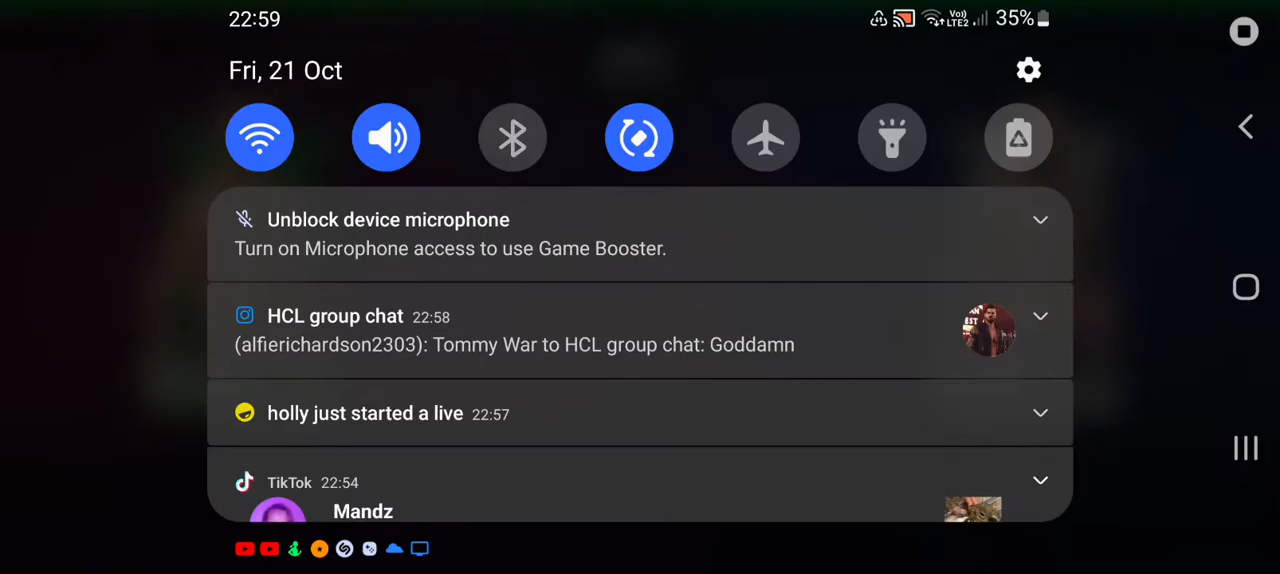 22:59
Vo)) LTE2 35%
Fri, 21 Oct
Unblock device microphone
Turn on Microphone access to use Game Booster.
HCL group chat 22:58
(alfierichardson2303): Tommy War to HCL group chat: Goddamn
holly just started a live 22:57
TikTok 22:54
Mandz